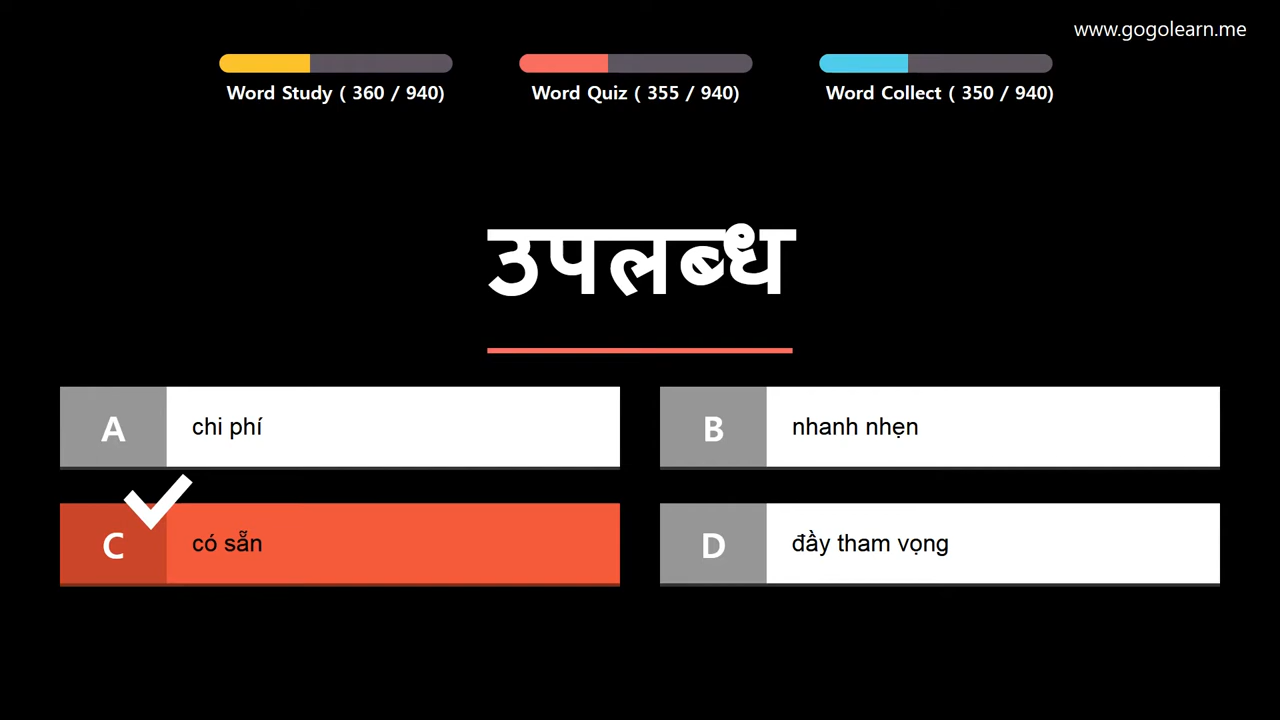 www.gogolearn.me
Word Study ( 360 / 940)
Word Quiz ( 355 / 940)
Word Collect ( 350 / 940)
उपलब्ध
A chi phí
B nhanh nhẹn
C có sẵn
D đầy tham vọng